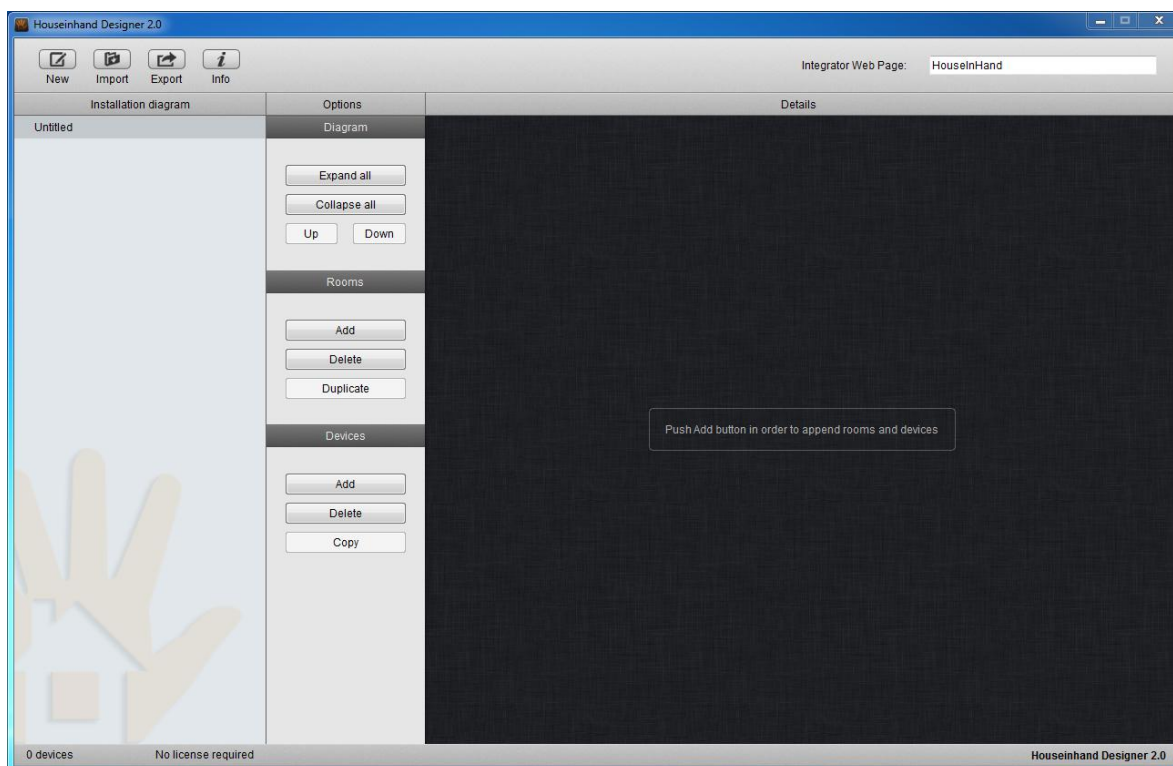 Houseinhand Designer 2.0
New Import Export Info
Integrator Web Page: HouseInHand
Installation diagram Options Details
Untitled
Diagram
Expand all
Collapse all
Up Down
Rooms
Add
Delete
Duplicate
Push Add button in order to append rooms and devices
Devices
Add
Delete
Copy
0 devices No license required Houseinhand Designer 2.0